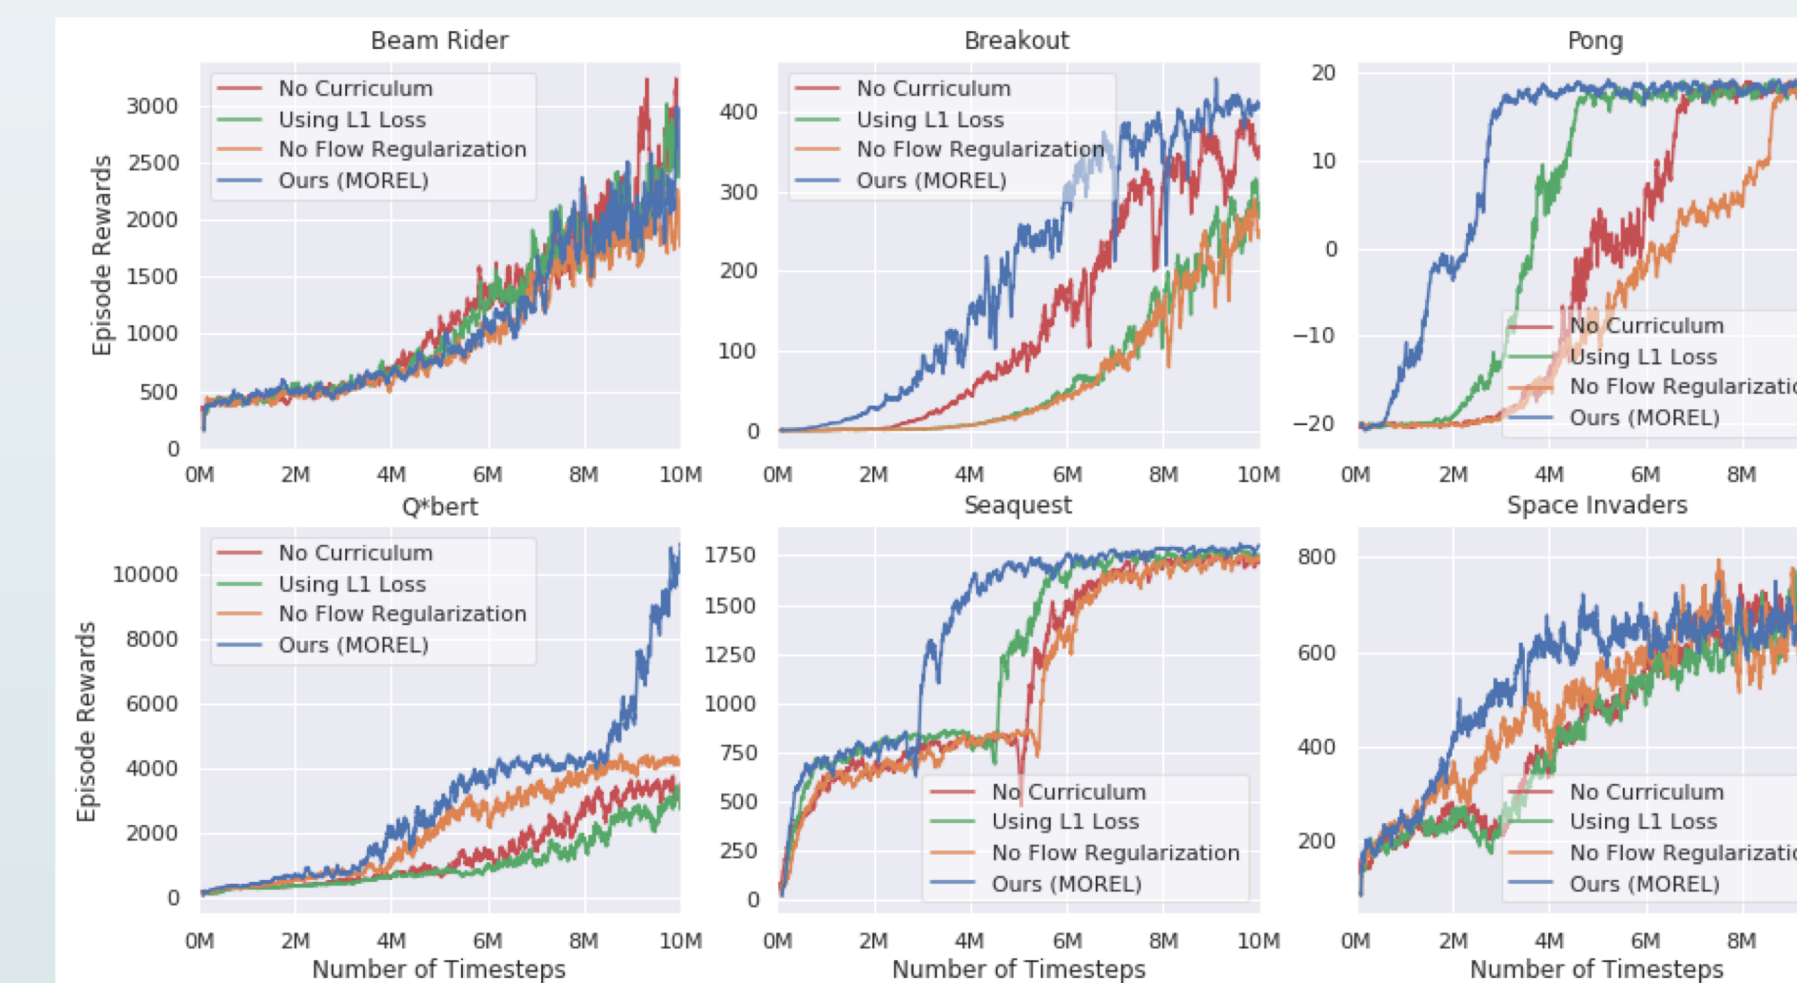 Beam Rider
Episode Rewards
3000
2500
2000
1500
1000
500
0
No Curriculum
Using L1 Loss
No Flow Regularization
Ours (MOREL)
0M 2M 4M 6M 8M 10M
Breakout
400
300
200
100
0
No Curriculum
Using L1 Loss
No Flow Regularization
Ours (MOREL)
0M 2M 4M 6M 8M 10M
Pong
20
10
0
−10
−20
No Curriculum
Using L1 Loss
No Flow Regularizatio
Ours (MOREL)
0M 2M 4M 6M 8M
Q*bert
Episode Rewards
10000
8000
6000
4000
2000
0
No Curriculum
Using L1 Loss
No Flow Regularization
Ours (MOREL)
0M 2M 4M 6M 8M 10M
Number of Timesteps
Seaquest
1750
1500
1250
1000
750
500
250
0
No Curriculum
Using L1 Loss
No Flow Regularization
Ours (MOREL)
0M 2M 4M 6M 8M 10M
Number of Timesteps
Space Invaders
800
600
400
200
No Curriculum
Using L1 Loss
No Flow Regularizatio
Ours (MOREL)
0M 2M 4M 6M 8M
Number of Timesteps